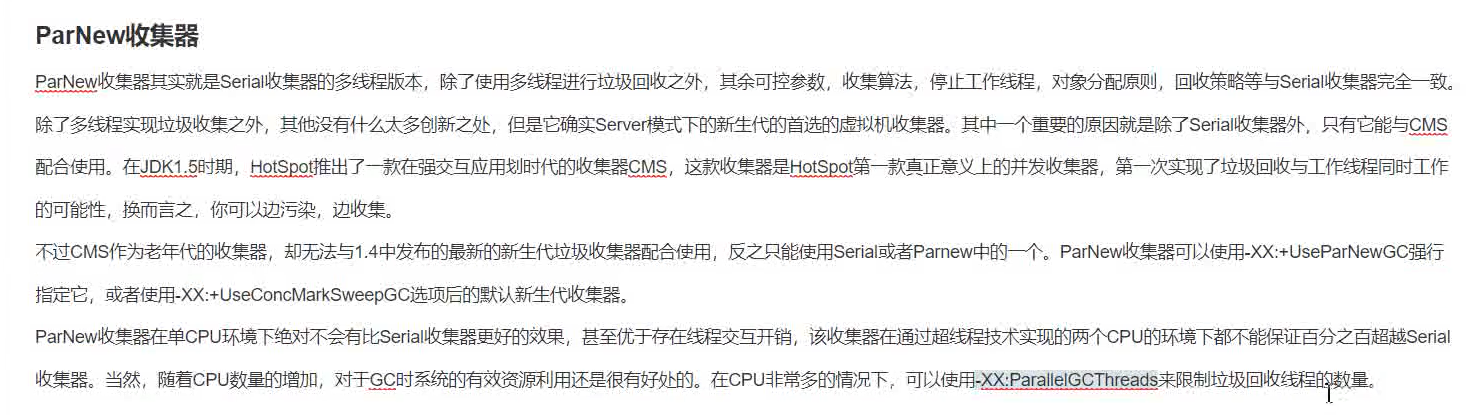 ParNew收集器
ParNew收集器其实就是Serial收集器的多线程版本，除了使用多线程进行垃圾回收之外，其余可控参数，收集算法，停止工作线程，对象分配原则，回收策略等与Serial收集器完全一致。
除了多线程实现垃圾收集之外，其他没有什么太多创新之处，但是它确实Server模式下的新生代的首选的虚拟机收集器。其中一个重要的原因就是除了Serial收集器外，只有它能与CMS
配合使用。在JDK1.5时期，HotSpot推出了一款在强交互应用划时代的收集器CMS，这款收集器是HotSpot第一款真正意义上的并发收集器，第一次实现了垃圾回收与工作线程同时工作
的可能性，换而言之，你可以边污染，边收集。
不过CMS作为老年代的收集器，却无法与1.4中发布的最新的新生代垃圾收集器配合使用，反之只能使用Serial或者Parnew中的一个。ParNew收集器可以使用-XX:+UseParNewGC强行
指定它，或者使用-XX:+UseConcMarkSweepGC选项后的默认新生代收集器。
ParNew收集器在单CPU环境下绝对不会有比Serial收集器更好的效果，甚至优于存在线程交互开销，该收集器在通过超线程技术实现的两个CPU的环境下都不能保证百分之百超越Serial
收集器。当然，随着CPU数量的增加，对于GC时系统的有效资源利用还是很有好处的。在CPU非常多的情况下，可以使用-XX:ParallelGCThreads来限制垃圾回收线程的数量。